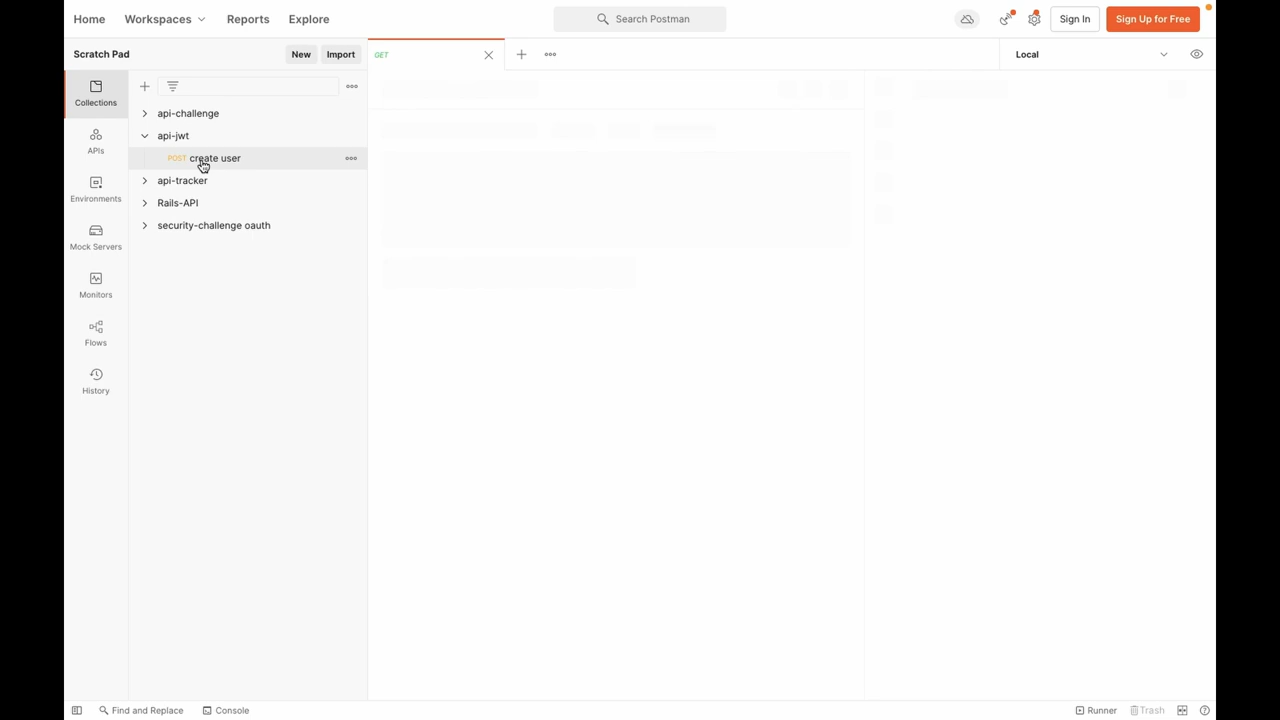 Home Workspaces Reports Explore Search Postman Sign In Sign Up for Free
Scratch Pad New Import GET Local
Collections
APIs
Environments
Mock Servers
Monitors
Flows
History
api-challenge
api-jwt
POST create user
api-tracker
Rails-API
security-challenge oauth
Find and Replace Console Runner Trash